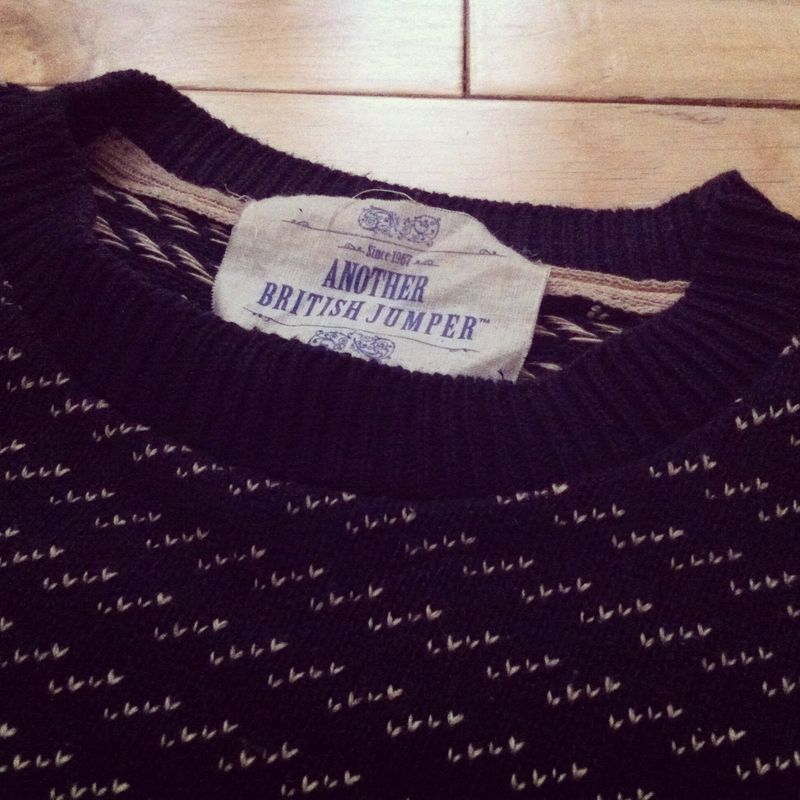 Since 1967
ANOTHER
BRITISH JUMPER™